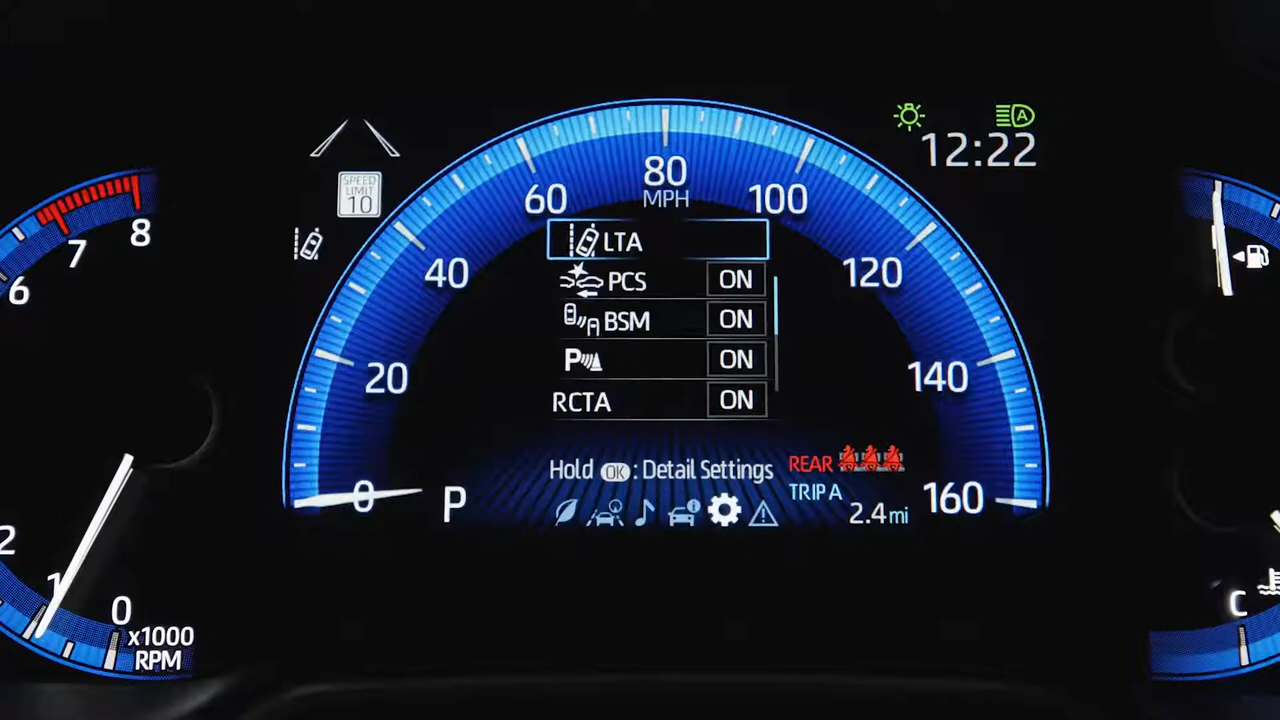 12:22
SPEED
LIMIT
10
80
MPH
60
100
40
120
20
140
0
160
LTA
PCS ON
BSM ON
P ON
RCTA ON
Hold OK : Detail Settings
REAR
TRIP A
2.4 mi
P
A
8
7
6
2
1
0
x1000
RPM
C